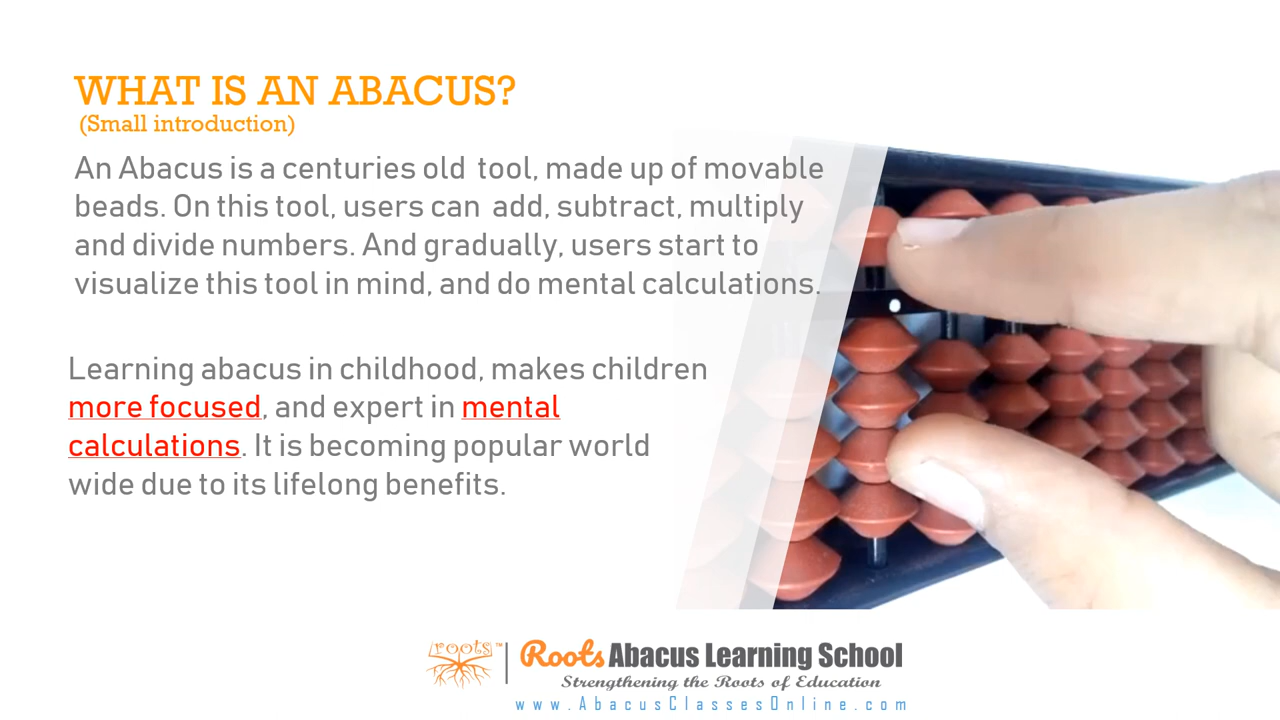 WHAT IS AN ABACUS?
(Small introduction)
An Abacus is a centuries old tool, made up of movable
beads. On this tool, users can add, subtract, multiply
and divide numbers. And gradually, users start to
visualize this tool in mind, and do mental calculations.
Learning abacus in childhood, makes children
more focused, and expert in mental
calculations. It is becoming popular world
wide due to its lifelong benefits.
roots™ | Roots Abacus Learning School
Strengthening the Roots of Education
www.AbacusClassesOnline.com